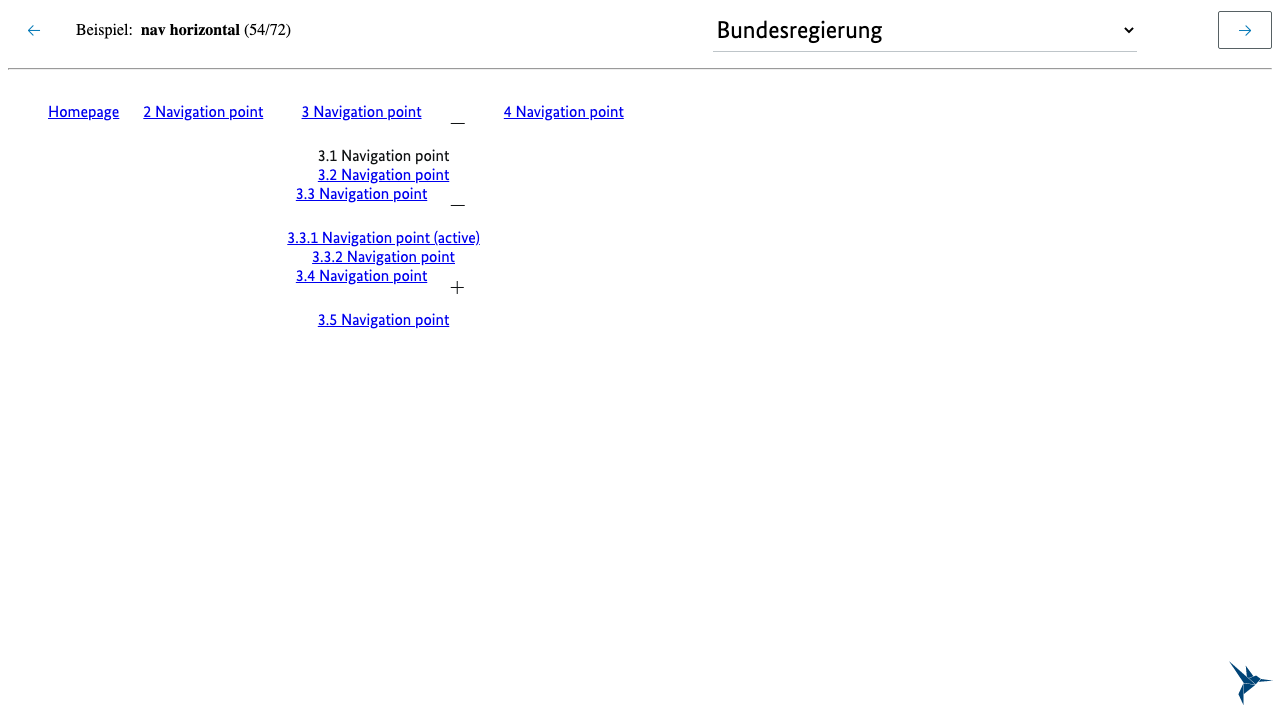 Beispiel: nav horizontal (54/72)
Bundesregierung
Homepage 2 Navigation point 3 Navigation point 4 Navigation point
3.1 Navigation point
3.2 Navigation point
3.3 Navigation point
3.3.1 Navigation point (active)
3.3.2 Navigation point
3.4 Navigation point
3.5 Navigation point